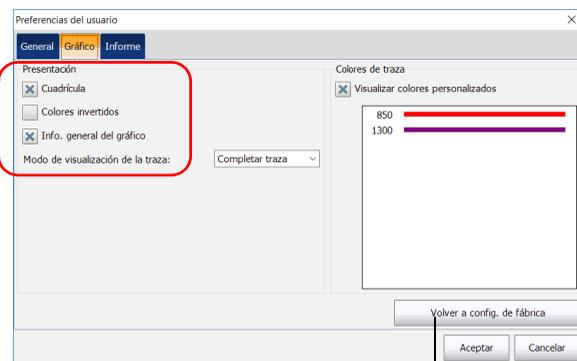 Preferencias del usuario
General Gráfico Informe
Presentación
Cuadrícula
Colores invertidos
Info. general del gráfico
Modo de visualización de la traza: Completar traza
Colores de traza
Visualizar colores personalizados
850
1300
Volver a config. de fábrica
Aceptar Cancelar